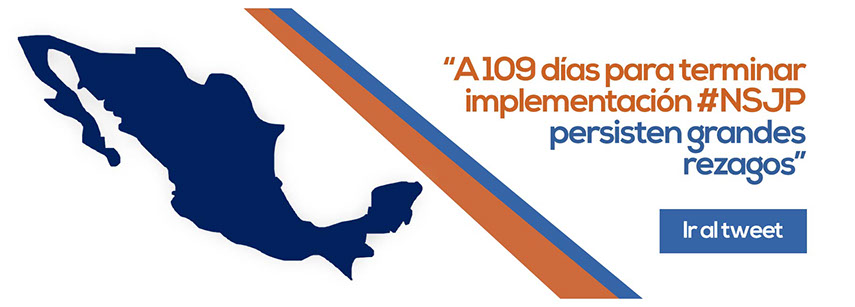 “A 109 días para terminar
implementación #NSJP
persisten grandes
rezagos”
Ir al tweet